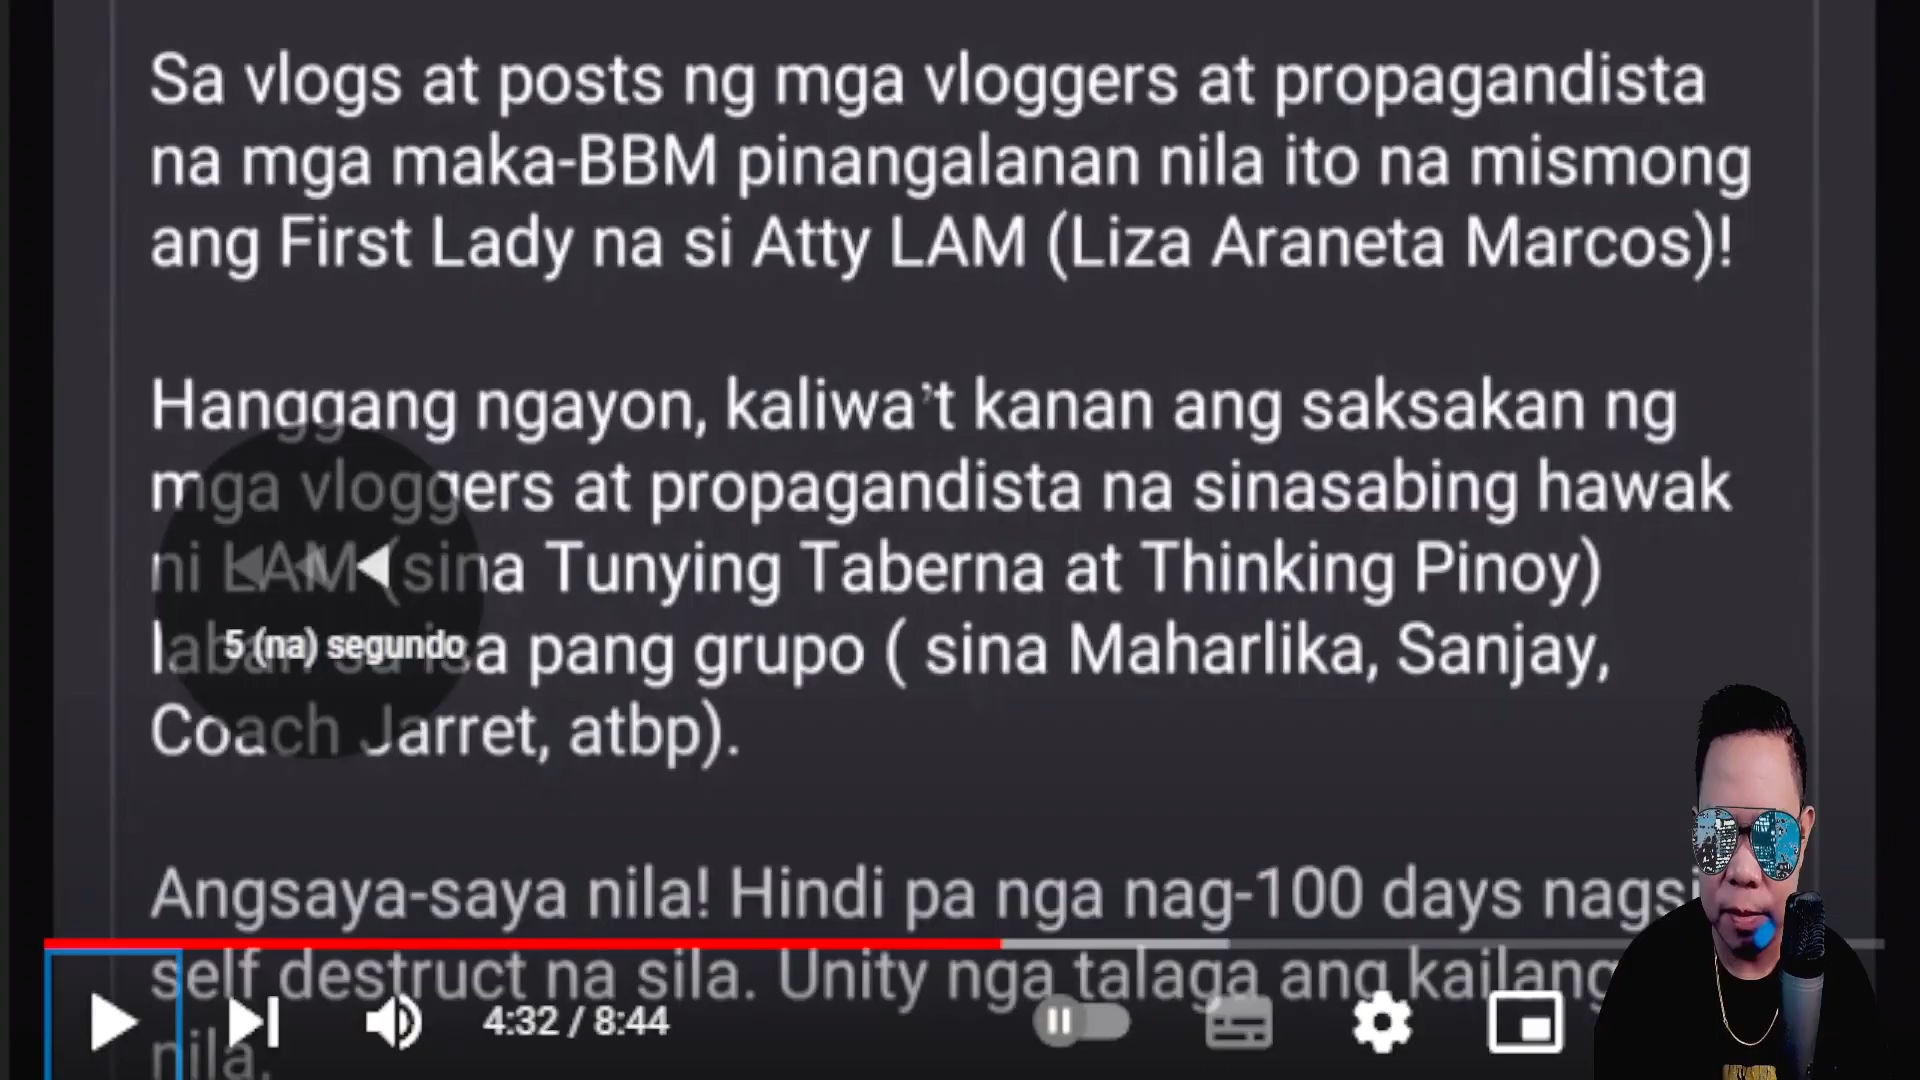 Sa vlogs at posts ng mga vloggers at propagandista
na mga maka-BBM pinangalanan nila ito na mismong
ang First Lady na si Atty LAM (Liza Araneta Marcos)!
Hanggang ngayon, kaliwa't kanan ang saksakan ng
mga vloggers at propagandista na sinasabing hawak
ni LAM (sina Tunying Taberna at Thinking Pinoy)
laban sa isa pang grupo ( sina Maharlika, Sanjay,
5 (na) segundo
Coach Jarret, atbp).
Angsaya-saya nila! Hindi pa nga nag-100 days
self destruct na sila. Unity nga talaga ang
nila.
4:32 / 8:44